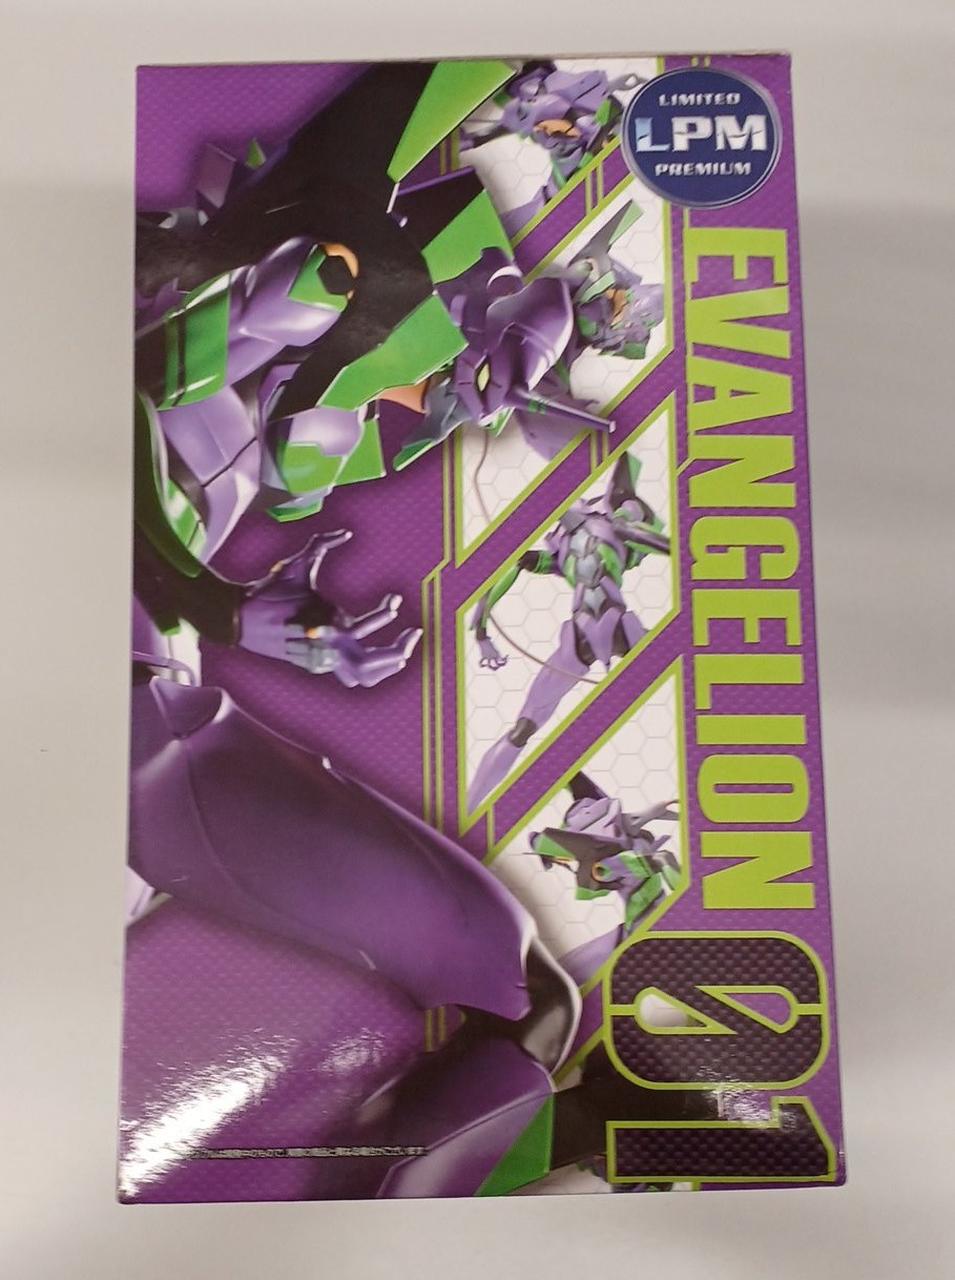 LIMITED
LPM
PREMIUM
EVANGELION
01